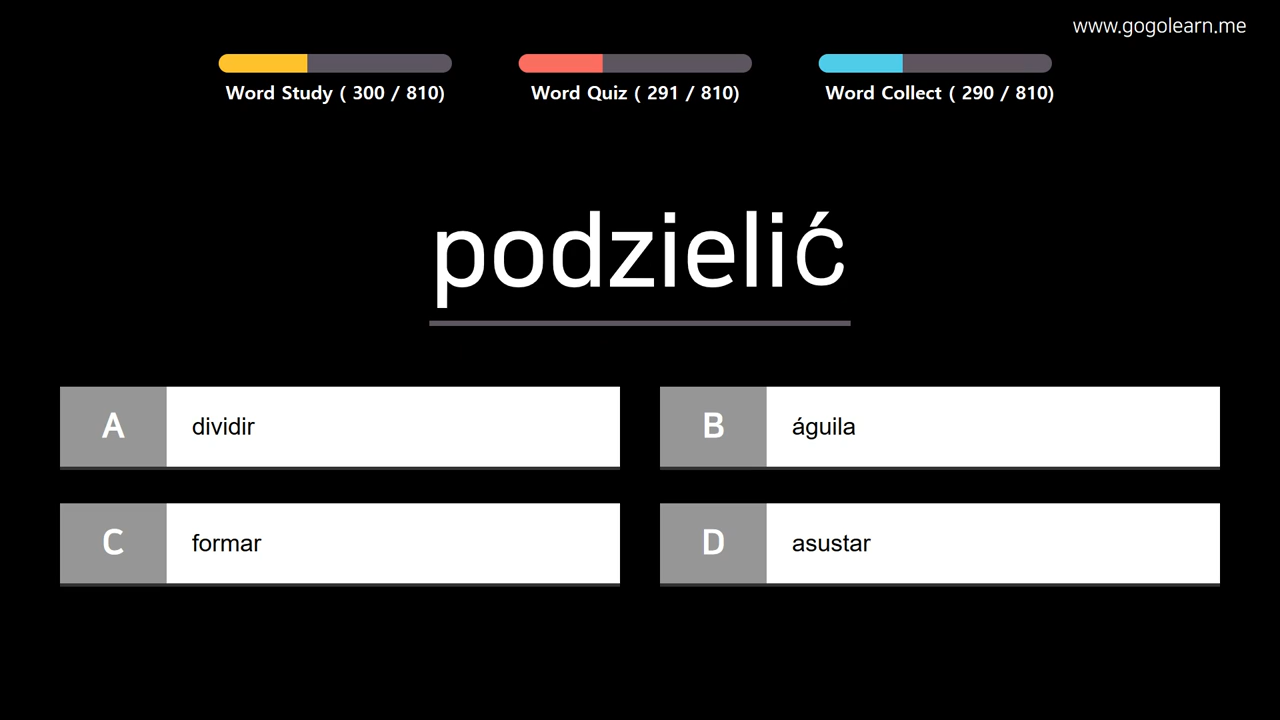 www.gogolearn.me
Word Study ( 300 / 810)
Word Quiz ( 291 / 810)
Word Collect ( 290 / 810)
podzielić
A dividir
B águila
C formar
D asustar